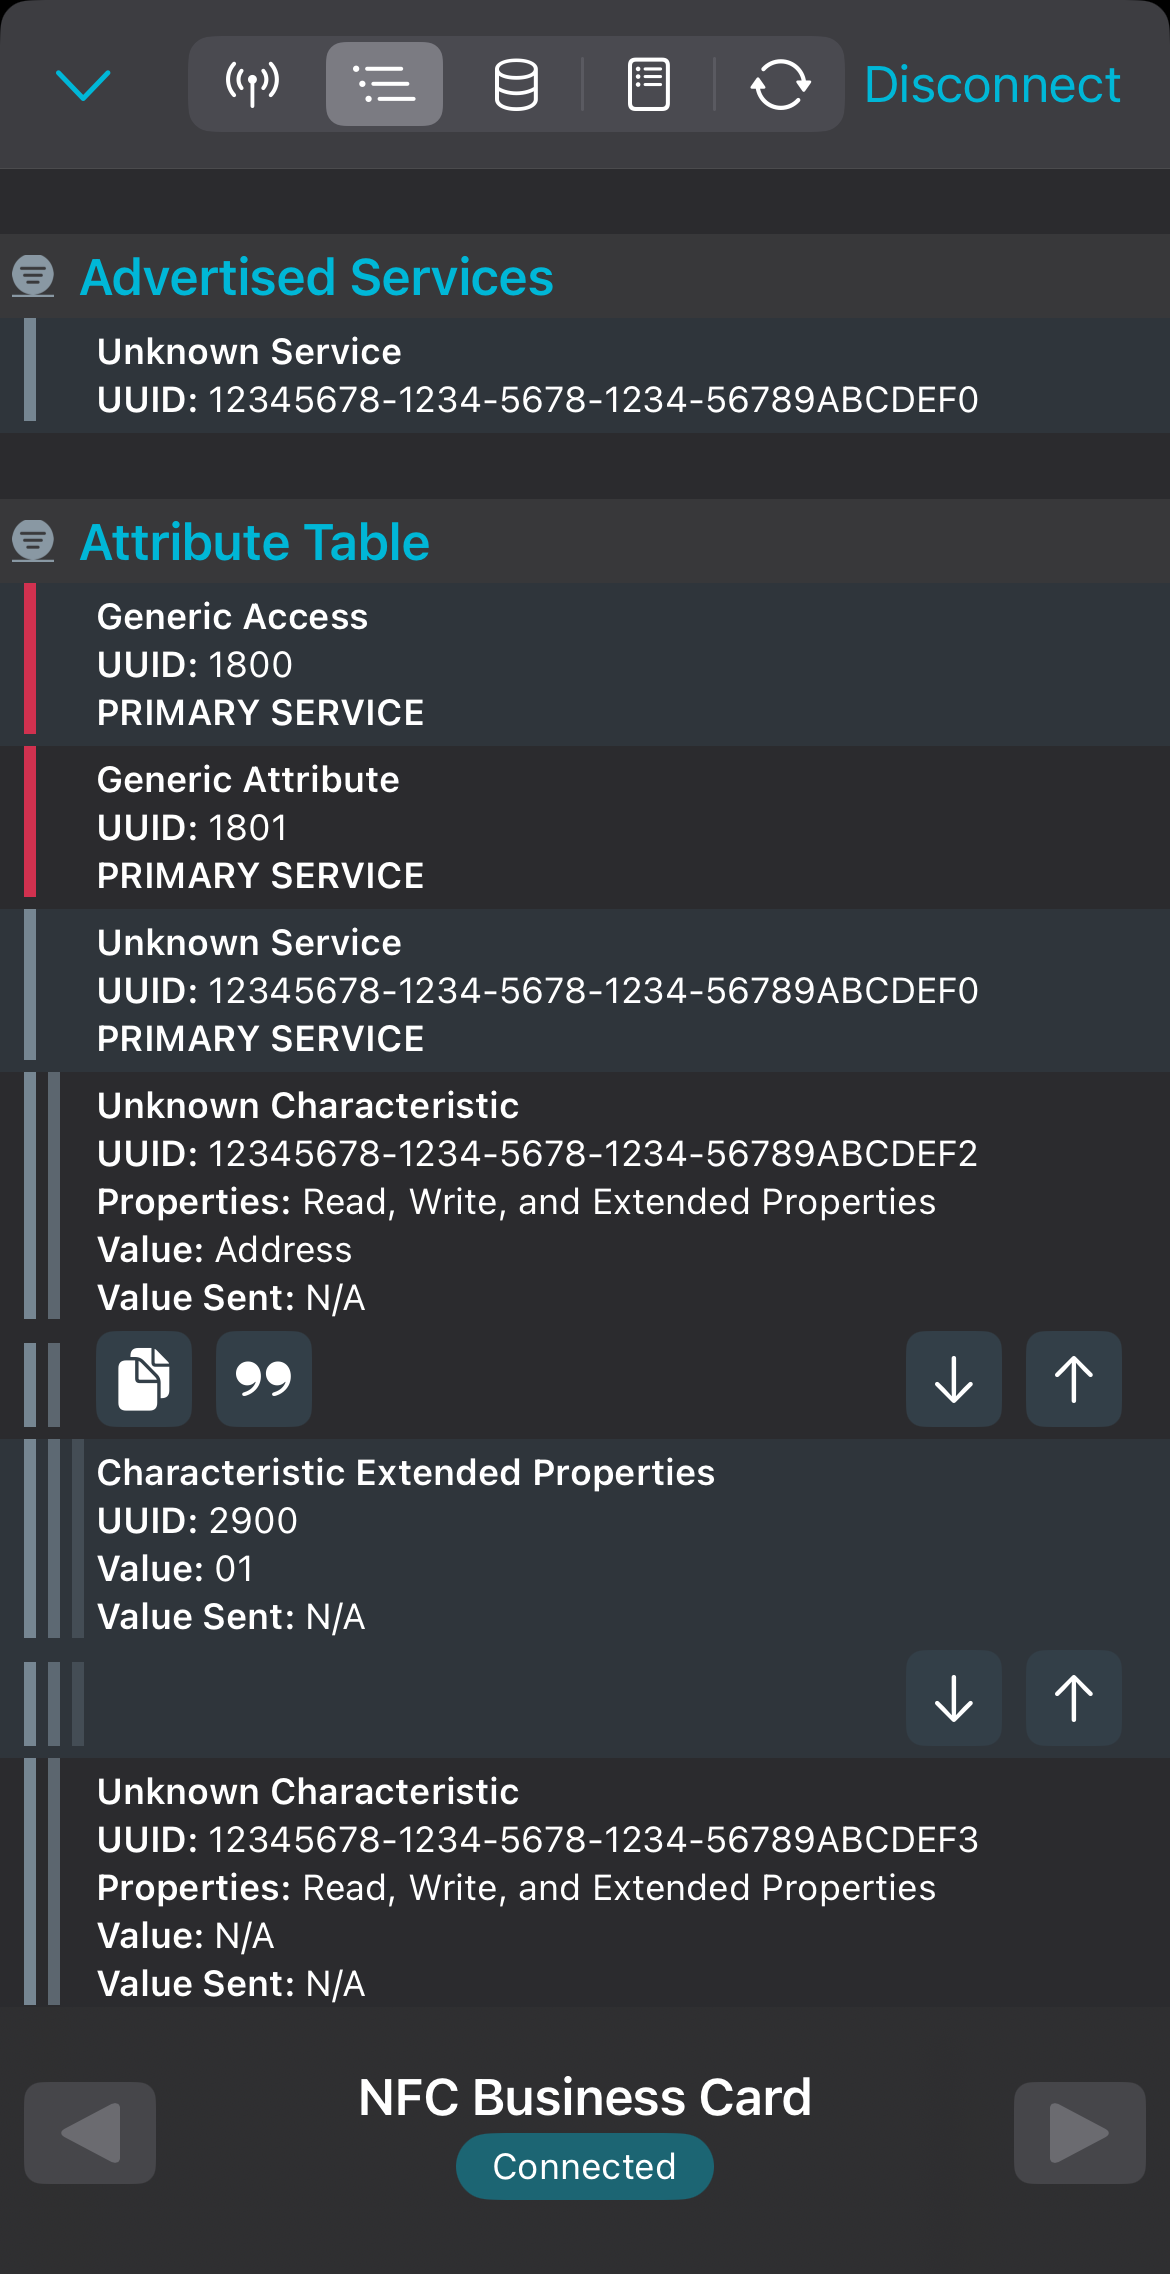 Disconnect
Advertised Services
Unknown Service
UUID: 12345678-1234-5678-1234-56789ABCDEF0
Attribute Table
Generic Access
UUID: 1800
PRIMARY SERVICE
Generic Attribute
UUID: 1801
PRIMARY SERVICE
Unknown Service
UUID: 12345678-1234-5678-1234-56789ABCDEF0
PRIMARY SERVICE
Unknown Characteristic
UUID: 12345678-1234-5678-1234-56789ABCDEF2
Properties: Read, Write, and Extended Properties
Value: Address
Value Sent: N/A
Characteristic Extended Properties
UUID: 2900
Value: 01
Value Sent: N/A
Unknown Characteristic
UUID: 12345678-1234-5678-1234-56789ABCDEF3
Properties: Read, Write, and Extended Properties
Value: N/A
Value Sent: N/A
NFC Business Card
Connected